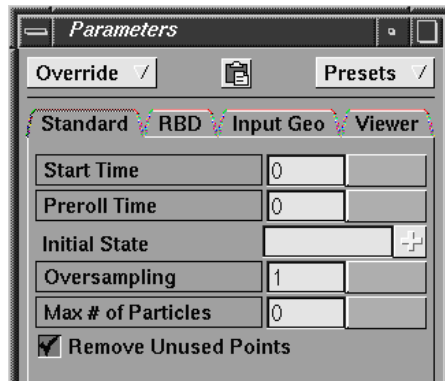 Parameters
Override Presets
Standard RBD Input Geo Viewer
Start Time 0
Preroll Time 0
Initial State
Oversampling 1
Max # of Particles 0
Remove Unused Points